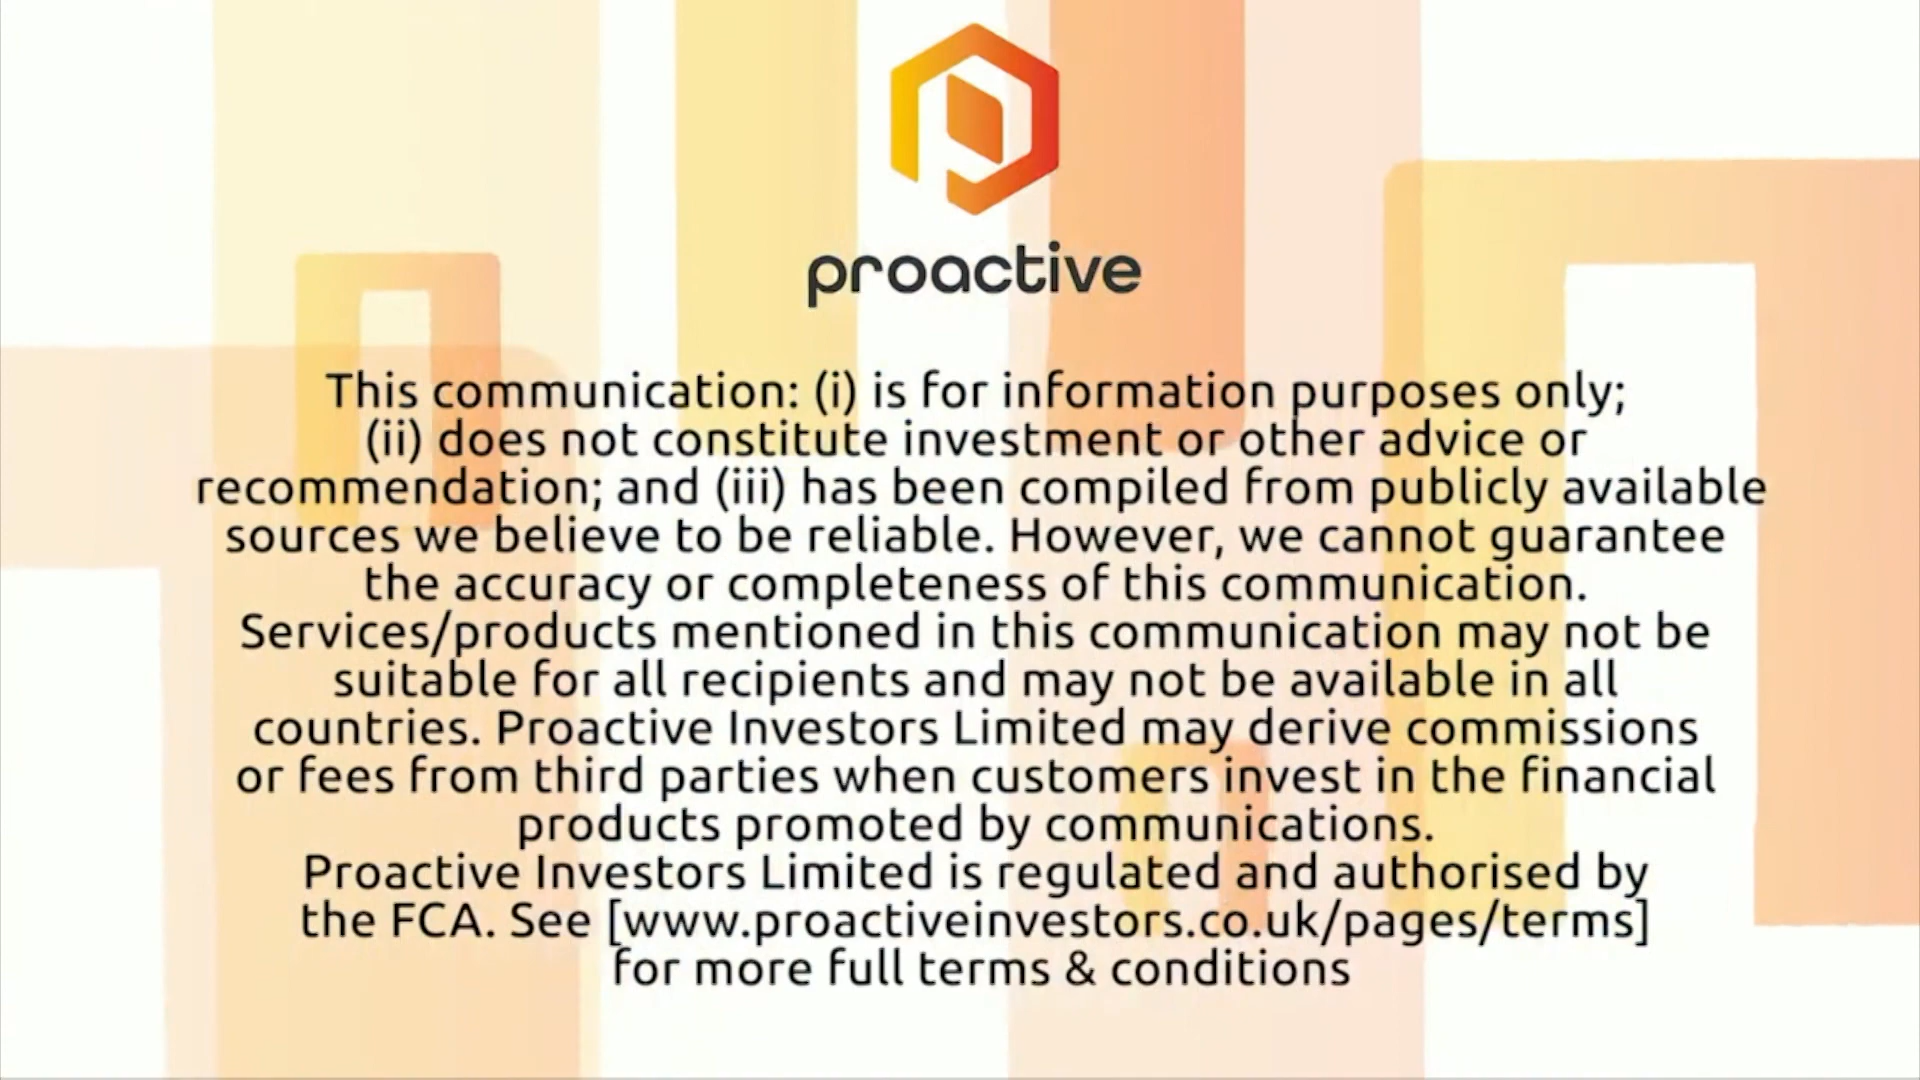 proactive
This communication: (i) is for information purposes only;
(ii) does not constitute investment or other advice or
recommendation; and (iii) has been compiled from publicly available
sources we believe to be reliable. However, we cannot guarantee
the accuracy or completeness of this communication.
Services/products mentioned in this communication may not be
suitable for all recipients and may not be available in all
countries. Proactive Investors Limited may derive commissions
or fees from third parties when customers invest in the financial
products promoted by communications.
Proactive Investors Limited is regulated and authorised by
the FCA. See [www.proactiveinvestors.co.uk/pages/terms]
for more full terms & conditions